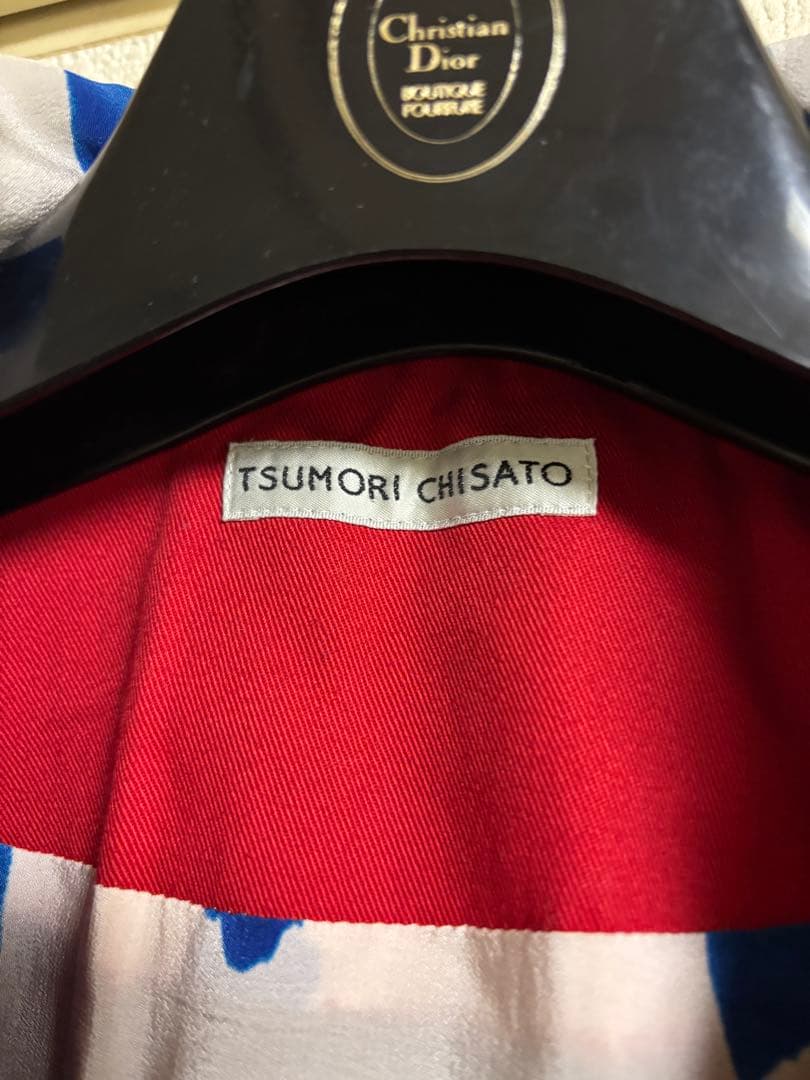 Christian
Dior
BOUTIQUE
FOURRURE
TSUMORI CHISATO